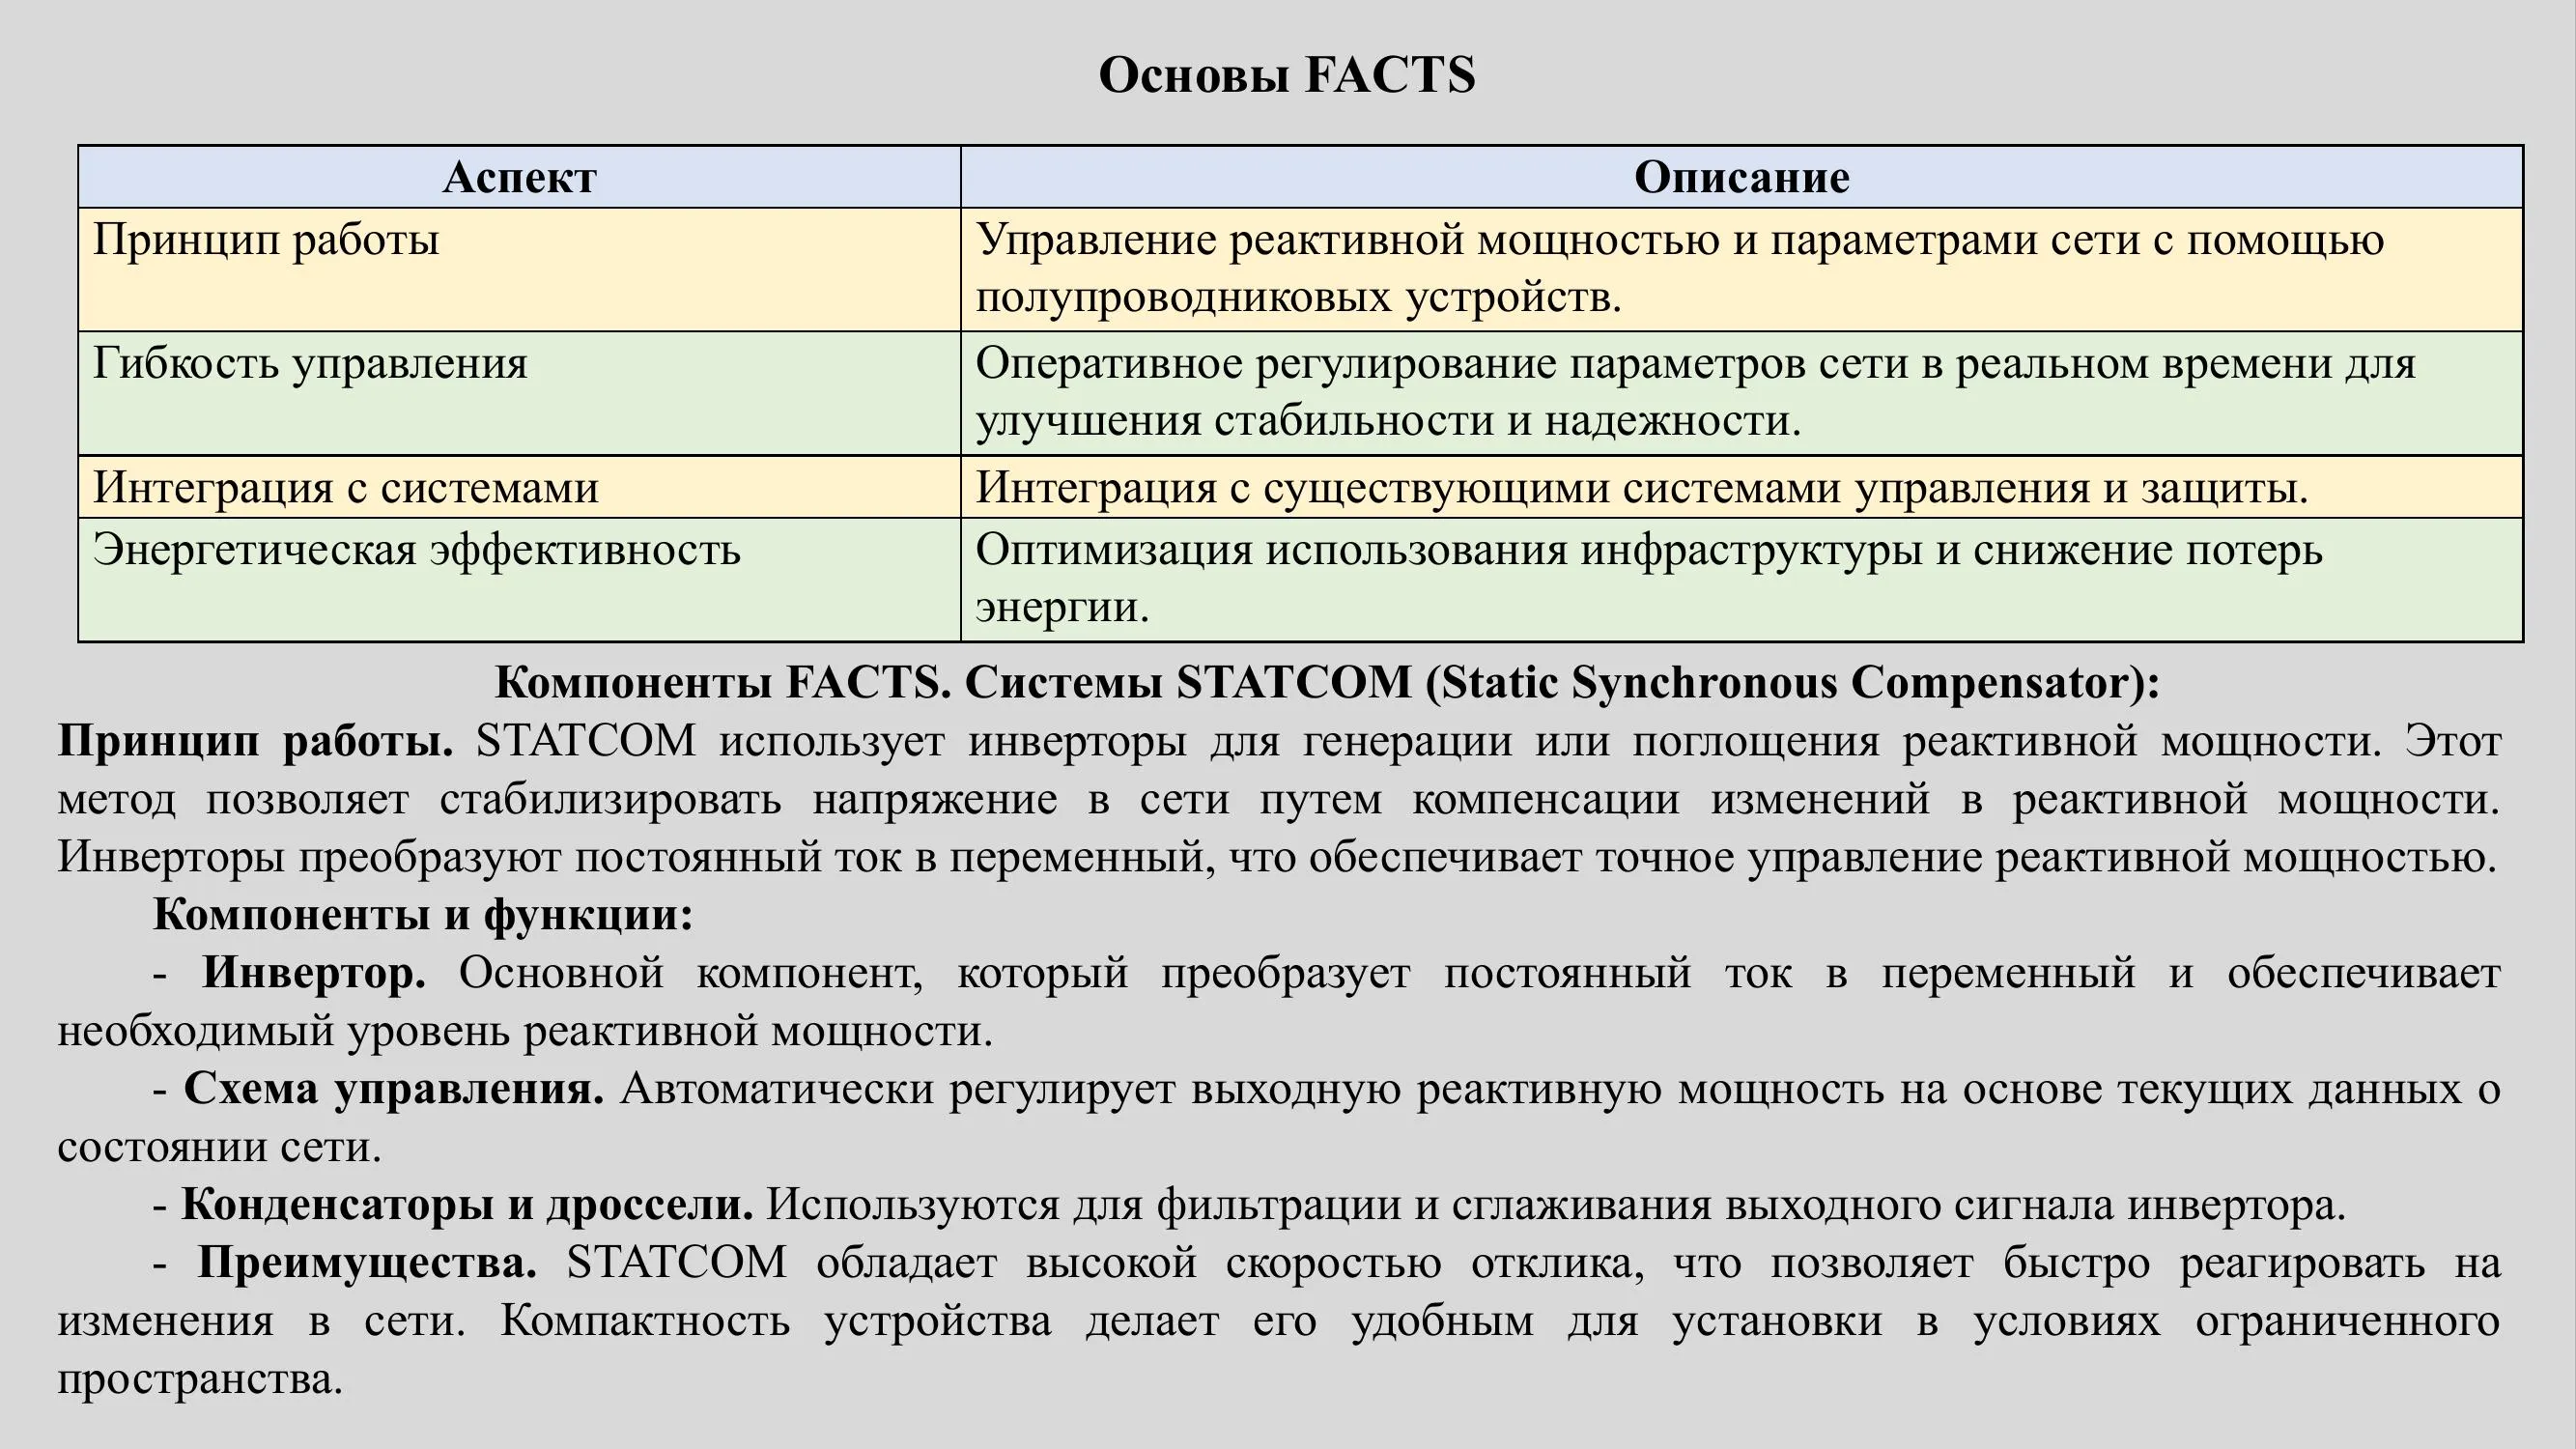 Основы FACTS
Аспект
Описание
Принцип работы
Управление реактивной мощностью и параметрами сети с помощью
полупроводниковых устройств.
Гибкость управления
Оперативное регулирование параметров сети в реальном времени для
улучшения стабильности и надежности.
Интеграция с системами
Интеграция с существующими системами управления и защиты.
Энергетическая эффективность
Оптимизация использования инфраструктуры и снижение потерь
энергии.
Компоненты FACTS. Системы STATCOM (Static Synchronous Compensator):
Принцип работы. STATCOM использует инверторы для генерации или поглощения реактивной мощности. Этот
метод позволяет стабилизировать напряжение в сети путем компенсации изменений в реактивной мощности.
Инверторы преобразуют постоянный ток в переменный, что обеспечивает точное управление реактивной мощностью.
Компоненты и функции:
- Инвертор. Основной компонент, который преобразует постоянный ток в переменный и обеспечивает
необходимый уровень реактивной мощности.
- Схема управления. Автоматически регулирует выходную реактивную мощность на основе текущих данных о
состоянии сети.
- Конденсаторы и дроссели. Используются для фильтрации и сглаживания выходного сигнала инвертора.
- Преимущества. STATCOM обладает высокой скоростью отклика, что позволяет быстро реагировать на
изменения в сети. Компактность устройства делает его удобным для установки в условиях ограниченного
пространства.